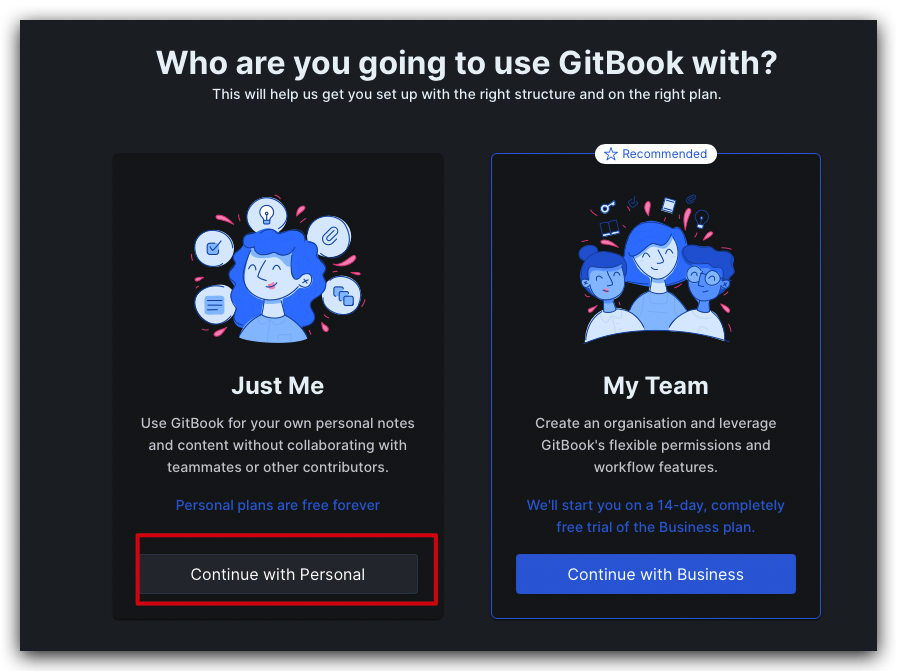 Who are you going to use GitBook with?
This will help us get you set up with the right structure and on the right plan.
Just Me
Use GitBook for your own personal notes
and content without collaborating with
teammates or other contributors.
Personal plans are free forever
Continue with Personal
Recommended
My Team
Create an organisation and leverage
GitBook's flexible permissions and
workflow features.
We'll start you on a 14-day, completely
free trial of the Business plan.
Continue with Business